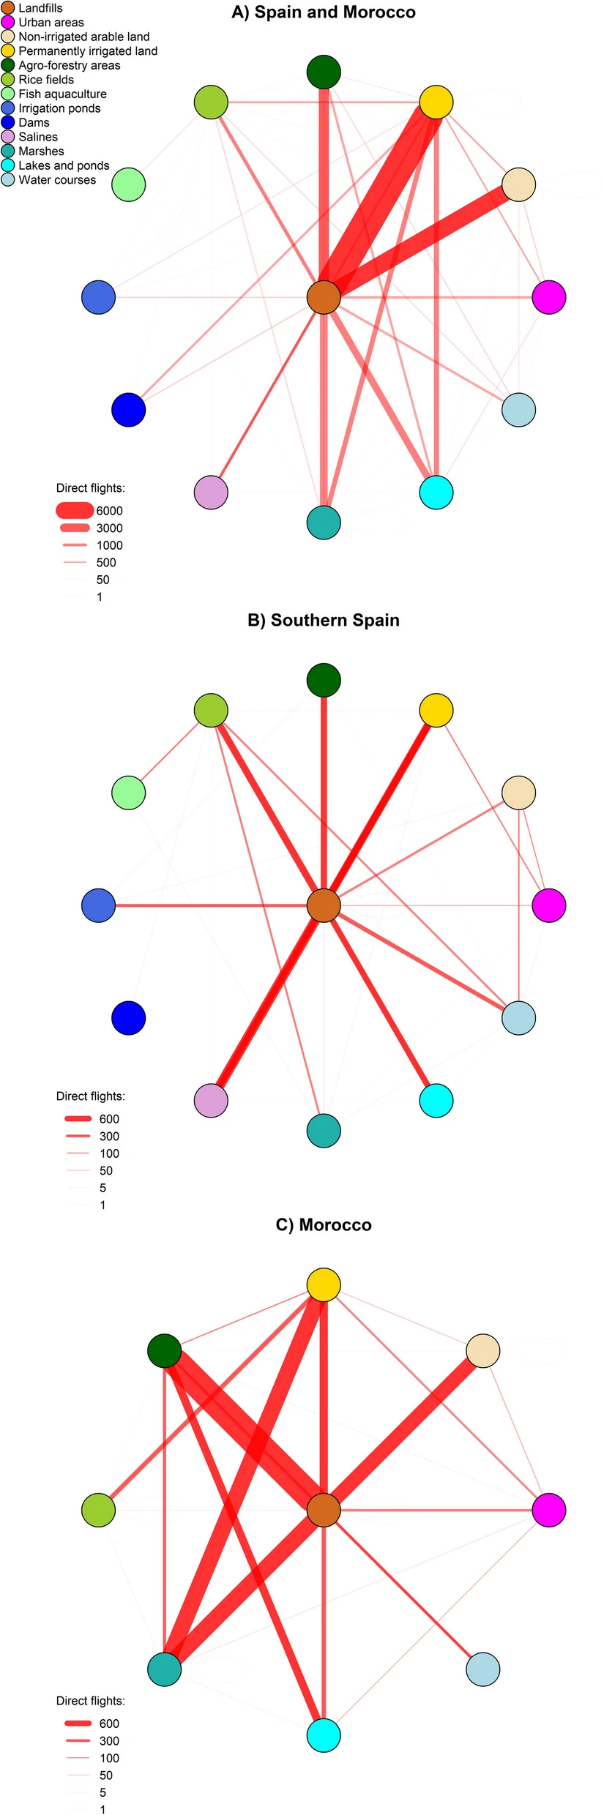 Landfills
Urban areas
Non-irrigated arable land
Permanently irrigated land
Agro-forestry areas
Rice fields
Fish aquaculture
Irrigation ponds
Dams
Salines
Marshes
Lakes and ponds
Water courses
A) Spain and Morocco
Direct flights:
6000
3000
1000
500
50
1
B) Southern Spain
Direct flights:
600
300
100
50
5
1
C) Morocco
Direct flights:
600
300
100
50
5
1